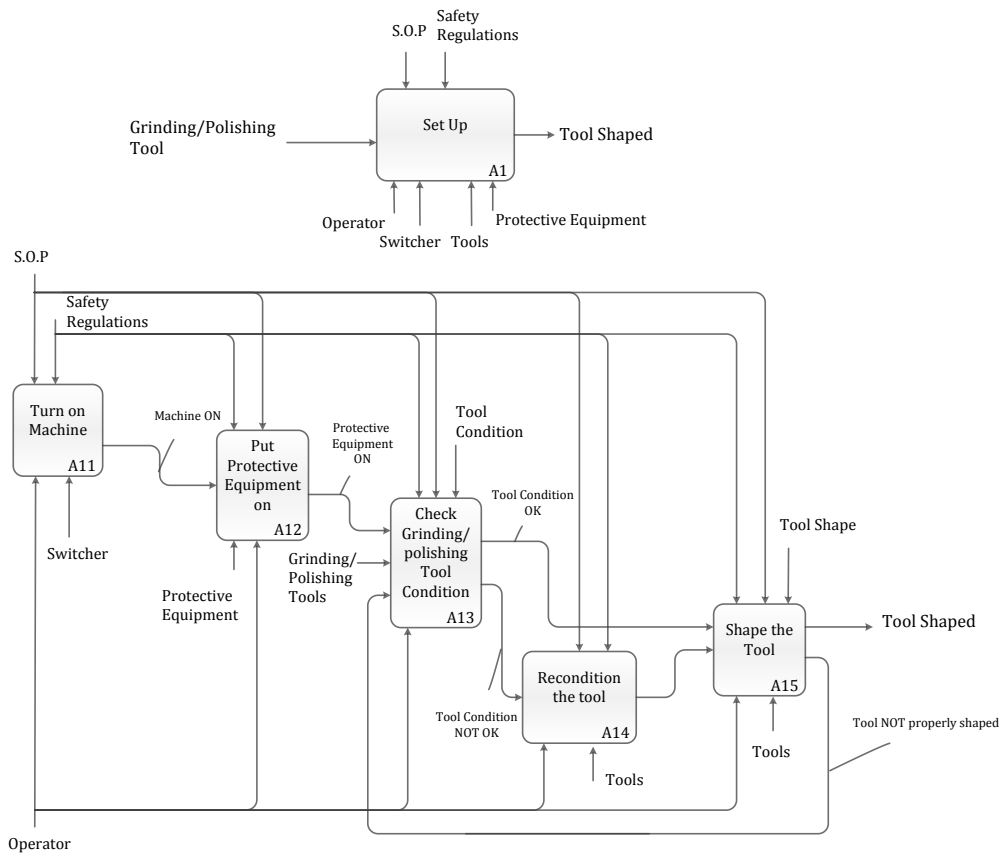 S.O.P
Safety
Regulations
Set Up
A1
Grinding/Polishing
Tool
Tool Shaped
Operator
Switcher
Tools
Protective Equipment
S.O.P
Safety
Regulations
Turn on
Machine
A11
Machine ON
Switcher
Put
Protective
Equipment
on
A12
Protective
Equipment
ON
Protective
Equipment
Tool
Condition
Grinding/
Polishing
Tools
Check
Grinding/
polishing
Tool
Condition
A13
Tool Condition
OK
Tool Condition
NOT OK
Recondition
the tool
A14
Tools
Tool Shape
Shape the
Tool
A15
Tool Shaped
Tools
Tool NOT properly shaped
Operator